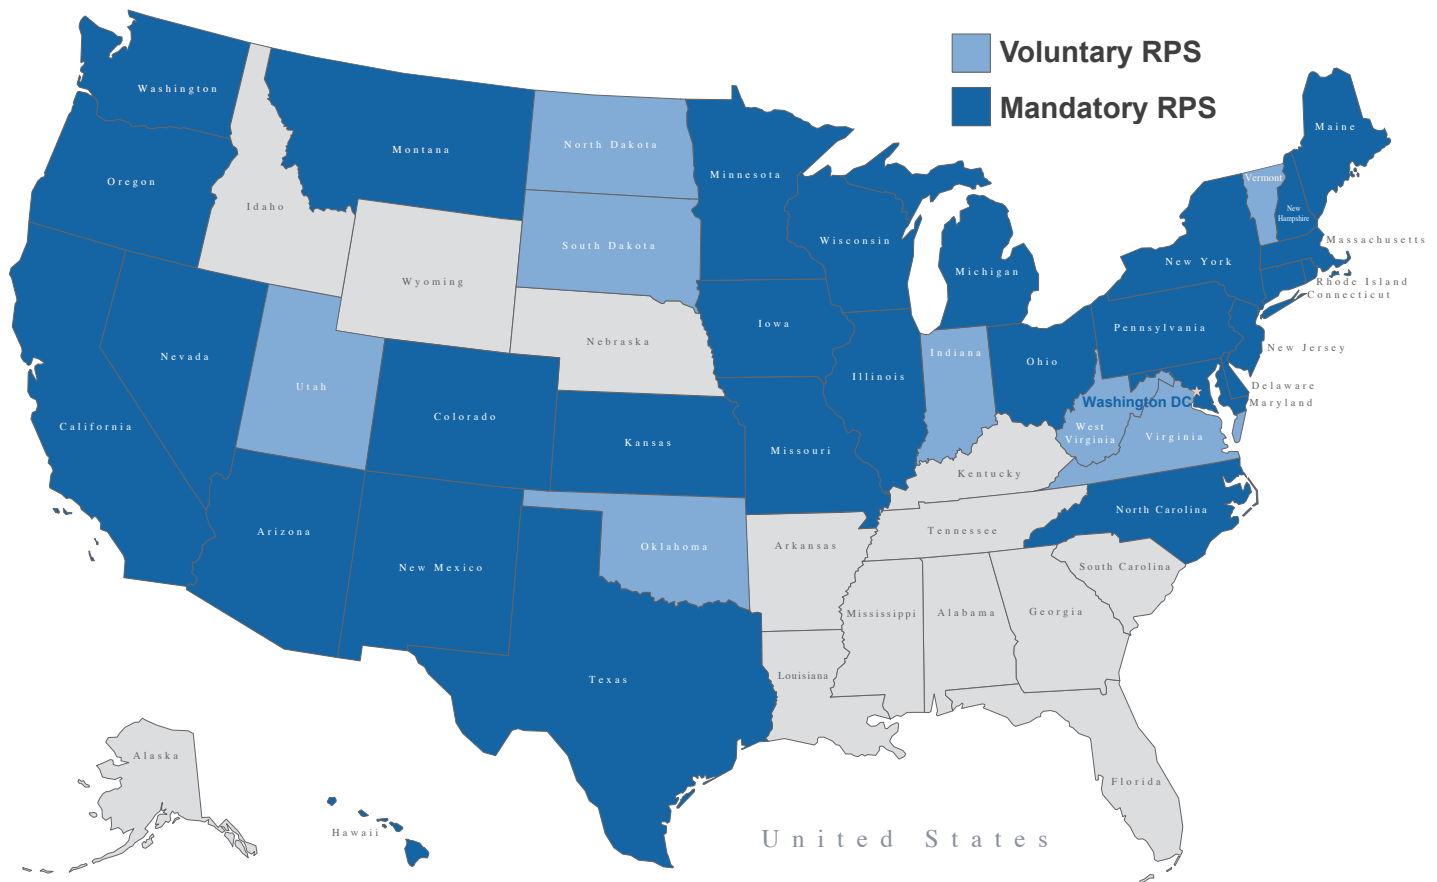 Voluntary RPS
Mandatory RPS
Washington
Maine
North Dakota
Montana
Minnesota
Vermont
Oregon
Idaho
New
Hampshire
South Dakota
Wisconsin
Massachusetts
New York
Michigan
Wyoming
Rhode Island
Connecticut
Iowa
Pennsylvania
Nebraska
New Jersey
Nevada
Indiana
Ohio
Illinois
Utah
Delaware
Washington DC
Maryland
Colorado
California
West
Virginia
Virginia
Kansas
Missouri
Kentucky
North Carolina
Arizona
Tennessee
Oklahoma
Arkansas
New Mexico
South Carolina
Mississippi
Alabama
Georgia
Texas
Louisiana
Alaska
Florida
Hawaii
United States